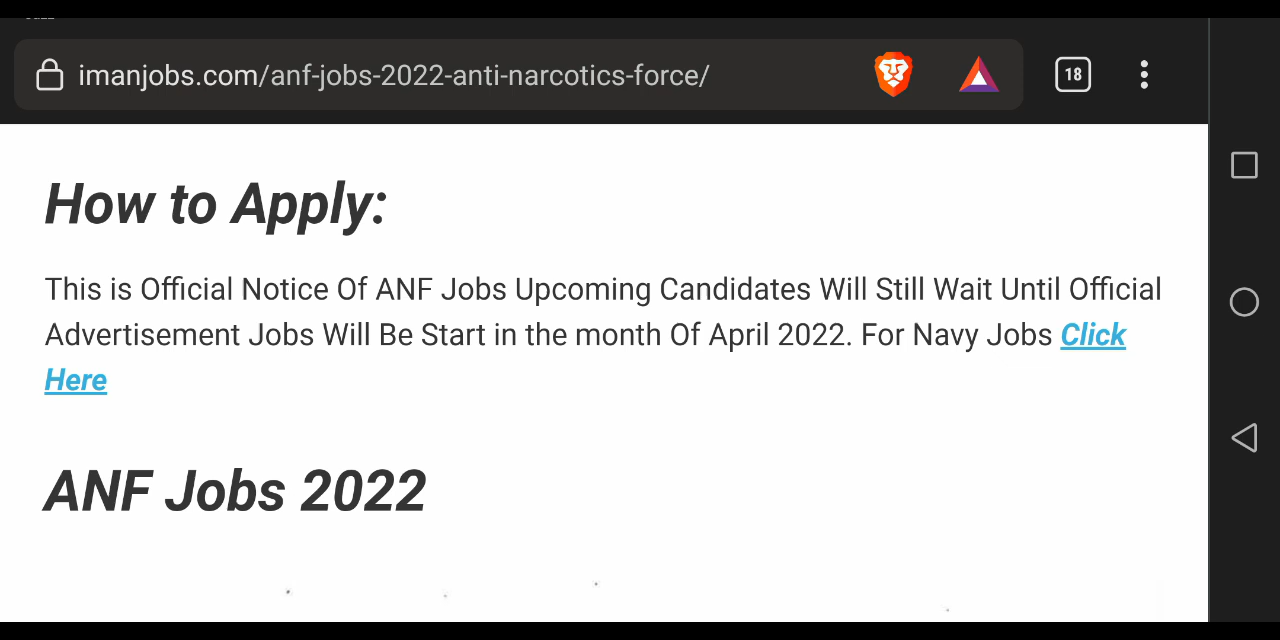 imanjobs.com/anf-jobs-2022-anti-narcotics-force/
18
How to Apply:
This is Official Notice Of ANF Jobs Upcoming Candidates Will Still Wait Until Official
Advertisement Jobs Will Be Start in the month Of April 2022. For Navy Jobs Click
Here
ANF Jobs 2022